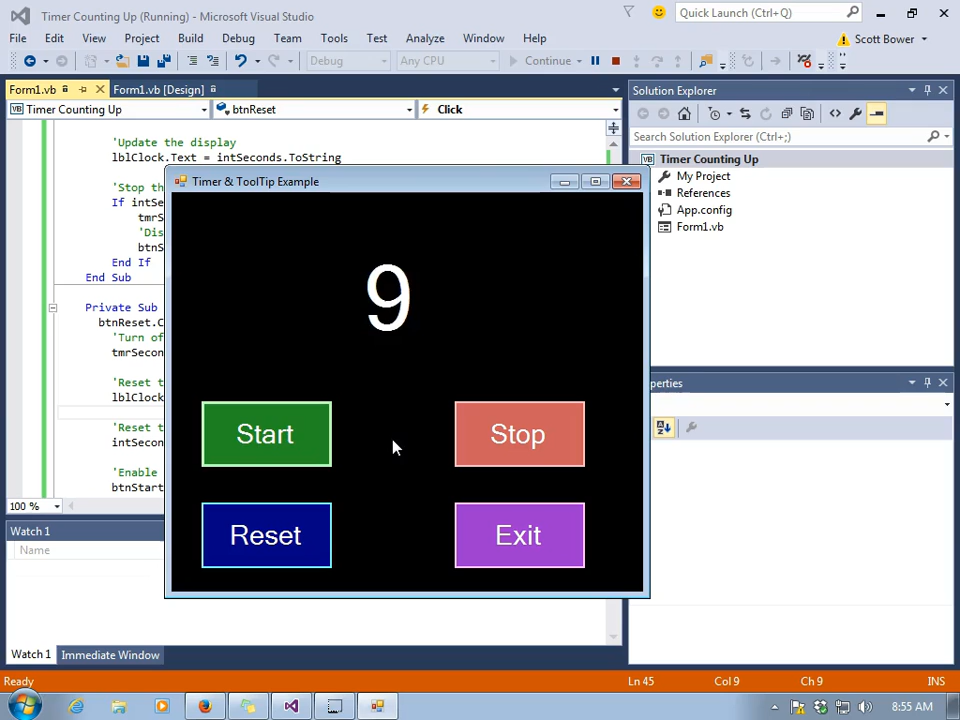 Timer Counting Up (Running) - Microsoft Visual Studio
Quick Launch (Ctrl+Q)
File Edit View Project Build Debug Team Tools Test Analyze Window Help
Scott Bower
Debug Any CPU Continue
Form1.vb Form1.vb [Design]
Solution Explorer
Timer Counting Up btnReset Click
Search Solution Explorer (Ctrl+;)
'Update the display
lblClock.Text = intSeconds.ToString
Timer Counting Up
My Project
References
App.config
Form1.vb
Timer & ToolTip Example
'Stop th
If intSe
tmrS
'Dis
btnS
End If
End Sub
Private Sub
btnReset.C
'Turn of
tmrSecon
'Reset t
lblClock
'Reset t
intSecon
'Enable
btnStart
9
Start
Stop
Reset
Exit
operties
100 %
Watch 1
Name
Watch 1 Immediate Window
Ready Ln 45 Col 9 Ch 9 INS
8:55 AM